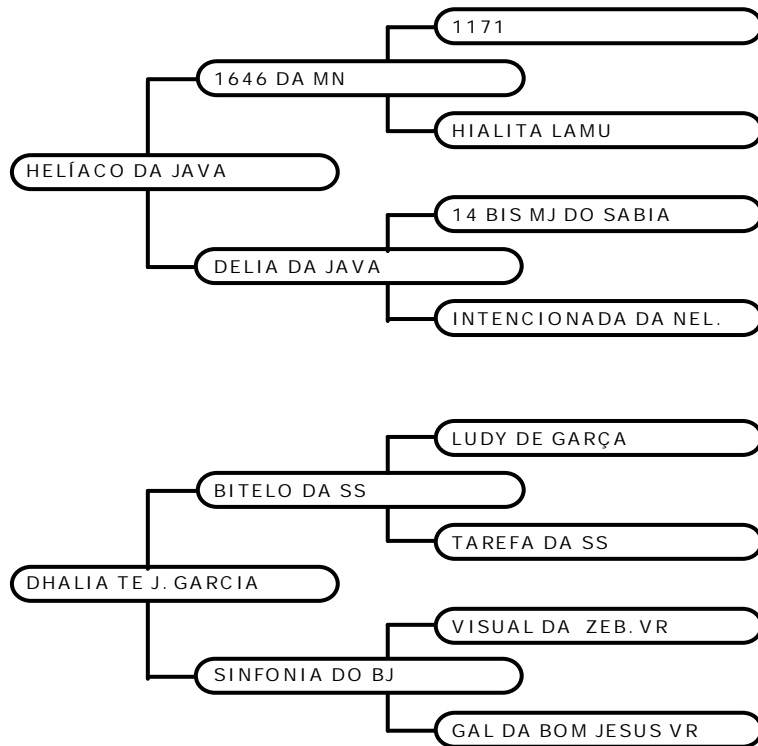 1171
1646 DA MN
HIALITA LAMU
HELÍACO DA JAVA
14 BIS MJ DO SABIA
DELIA DA JAVA
INTENCIONADA DA NEL.
LUDY DE GARÇA
BITELO DA SS
TAREFA DA SS
DHALIA TE J. GARCIA
VISUAL DA ZEB. VR
SINFONIA DO BJ
GAL DA BOM JESUS VR